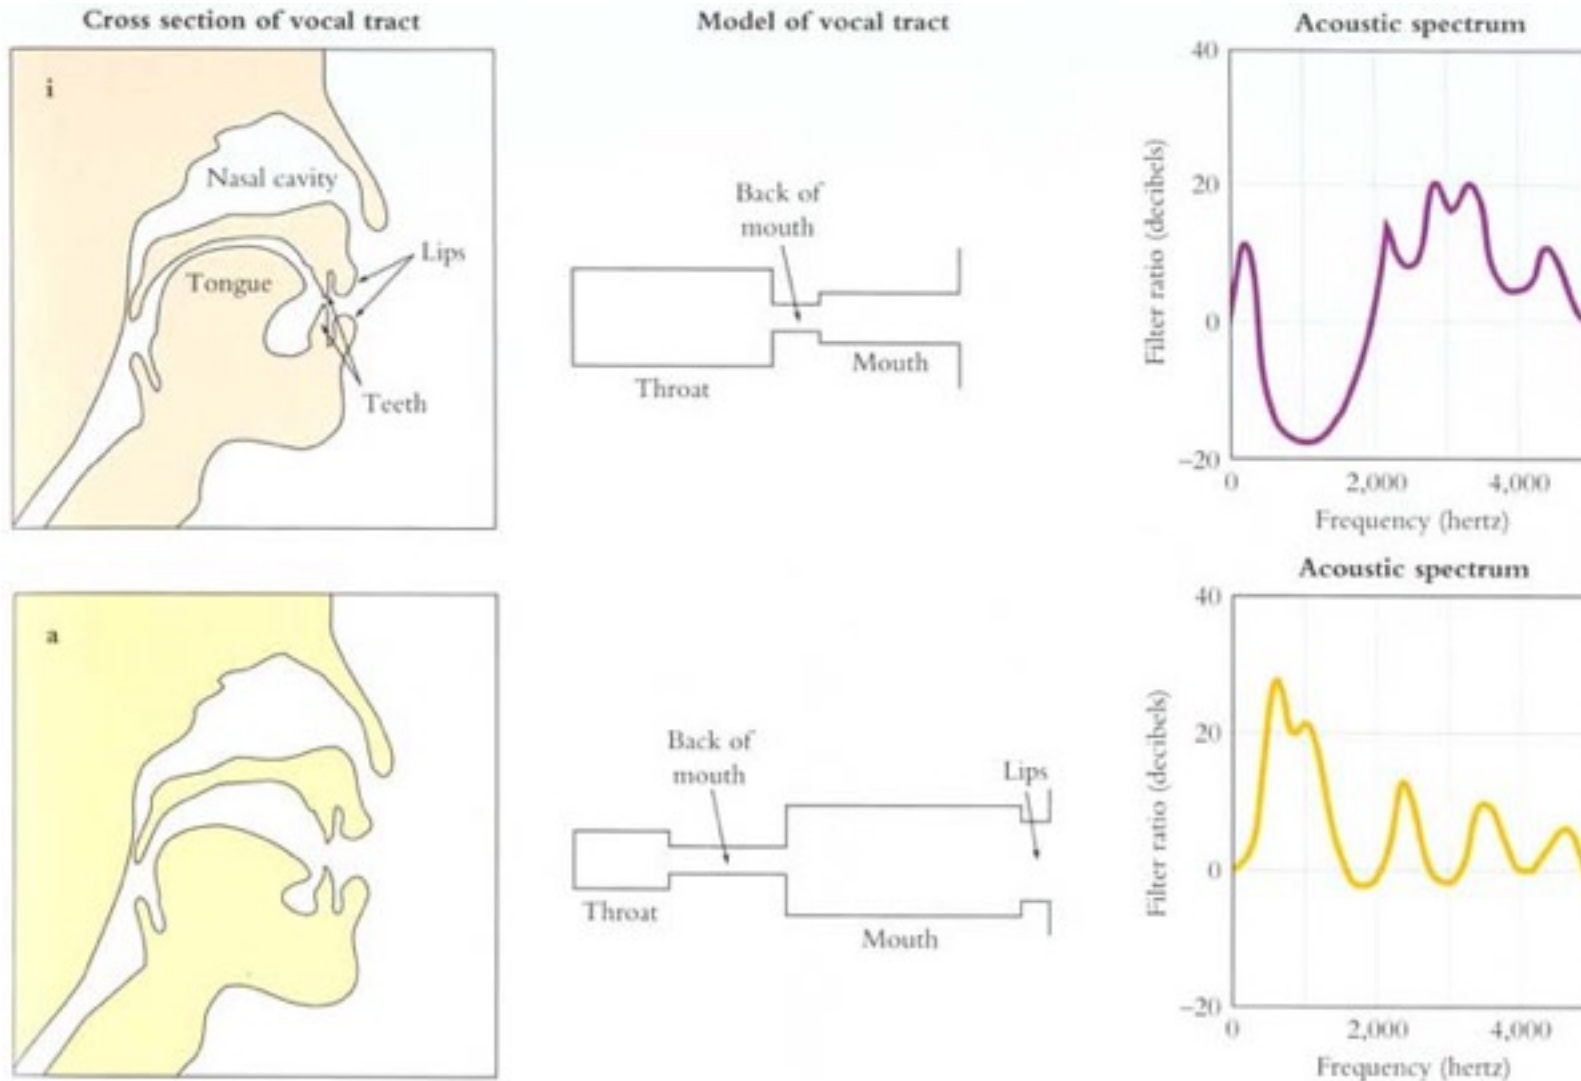 Cross section of vocal tract
Model of vocal tract
Acoustic spectrum
i
Nasal cavity
Tongue
Lips
Teeth
Back of
mouth
Throat
Mouth
40
20
0
−20
Filter ratio (decibels)
0 2,000 4,000
Frequency (hertz)
a
Back of
mouth
Lips
Throat
Mouth
Acoustic spectrum
40
20
0
−20
Filter ratio (decibels)
0 2,000 4,000
Frequency (hertz)